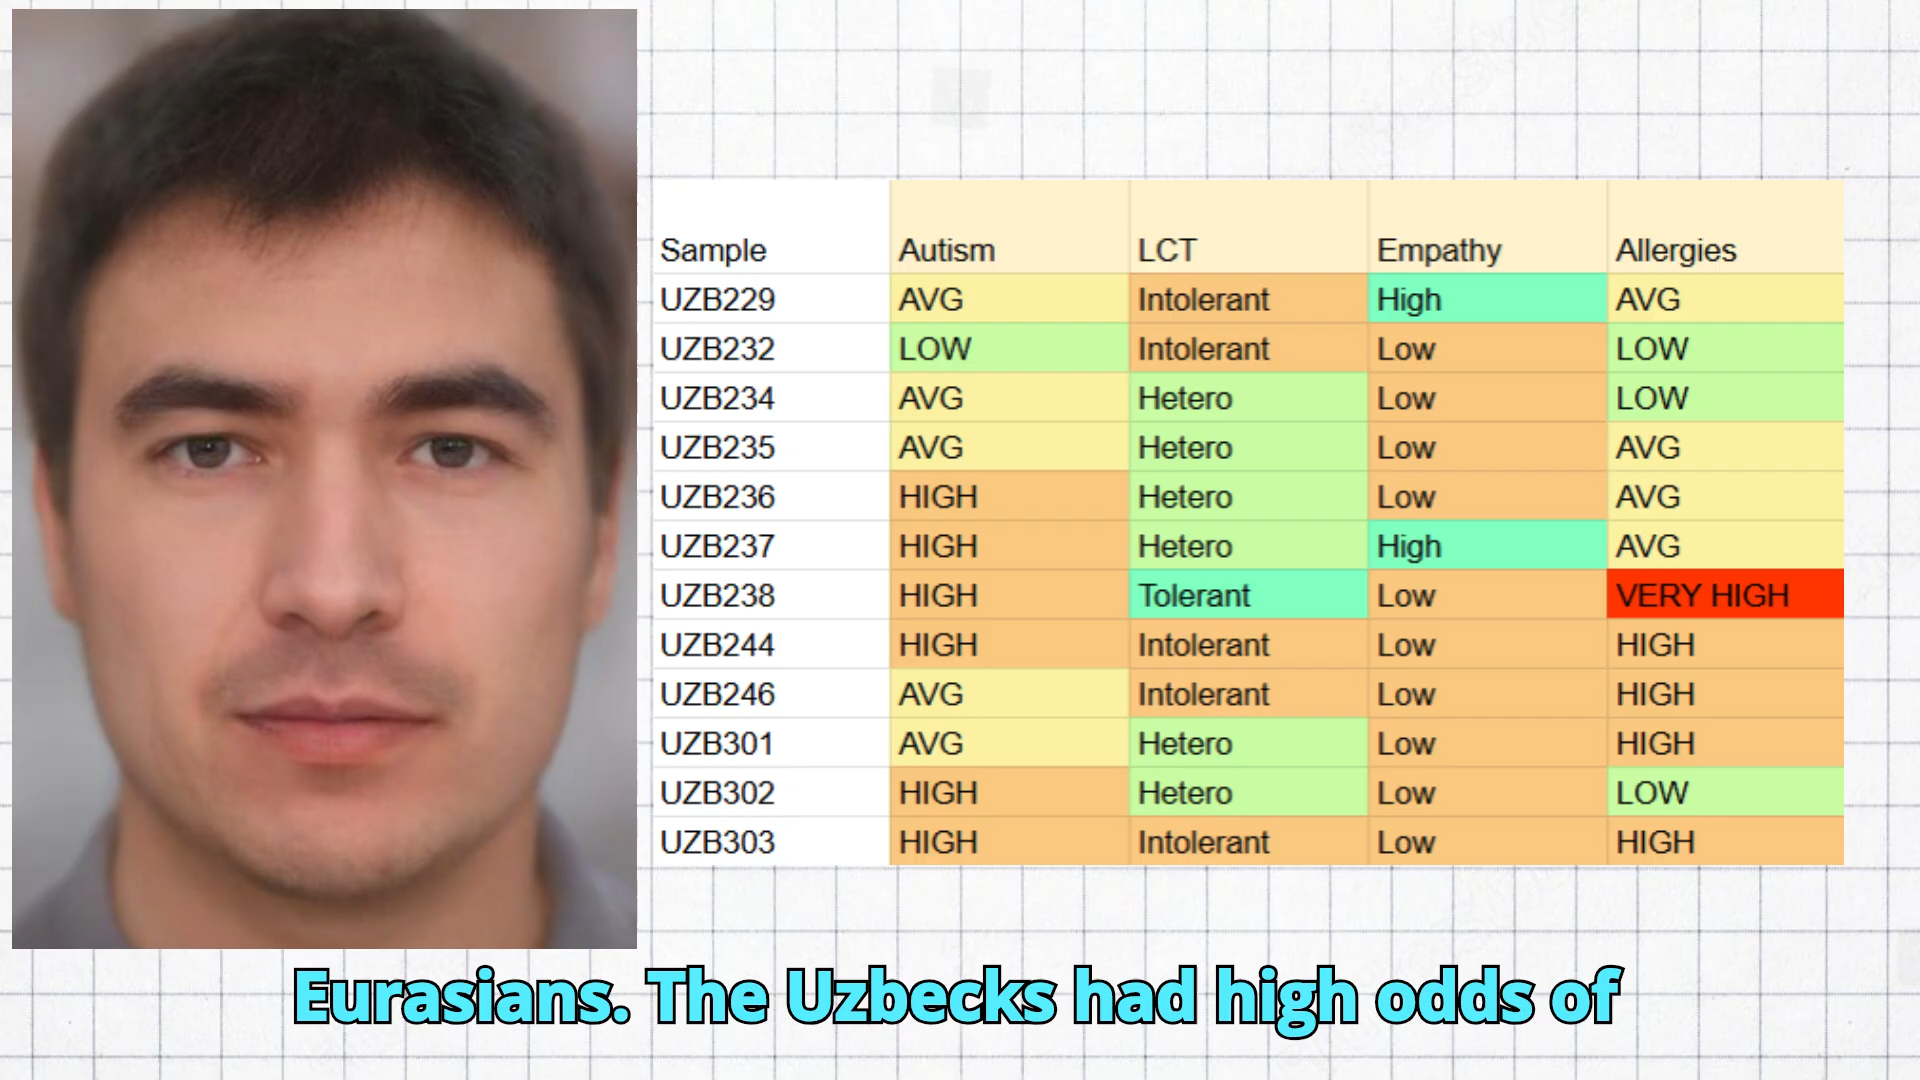 Sample Autism LCT Empathy Allergies
UZB229 AVG Intolerant High AVG
UZB232 LOW Intolerant Low LOW
UZB234 AVG Hetero Low LOW
UZB235 AVG Hetero Low AVG
UZB236 HIGH Hetero Low AVG
UZB237 HIGH Hetero High AVG
UZB238 HIGH Tolerant Low VERY HIGH
UZB244 HIGH Intolerant Low HIGH
UZB246 AVG Intolerant Low HIGH
UZB301 AVG Hetero Low HIGH
UZB302 HIGH Hetero Low LOW
UZB303 HIGH Intolerant Low HIGH
Eurasians. The Uzbecks had high odds of